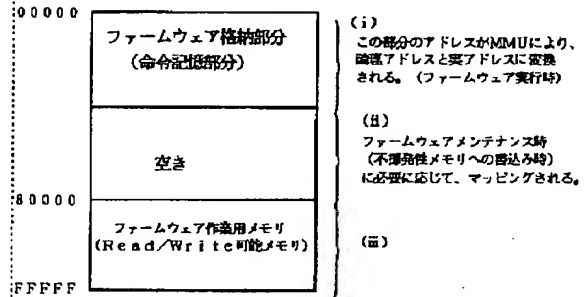 00000
ファームウェア格納部分
(命令記憶部分)
空き
80000
ファームウェア作業用メモリ
(Read/Write可能メモリ)
FFFFF
(i)
この部分のアドレスがMMUにより、
論理アドレスと実アドレスに変換
される。(ファームウェア実行時)
(ii)
ファームウェアメンテナンス時
(不揮発性メモリへの書込み時)
に必要に応じて、マッピングされる。
(iii)